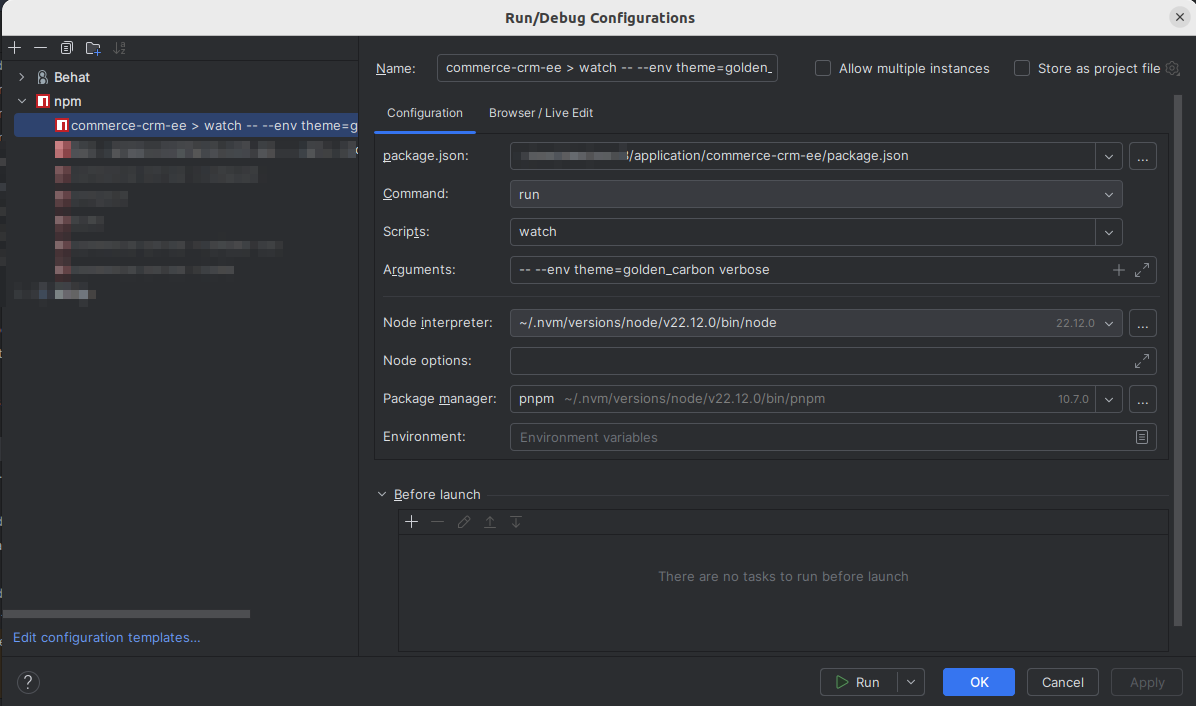 Run/Debug Configurations
Behat
npm
commerce-crm-ee > watch -- --env theme=g
Edit configuration templates...
Name: commerce-crm-ee > watch -- --env theme=golden_
Allow multiple instances
Store as project file
Configuration
Browser / Live Edit
package.json: /application/commerce-crm-ee/package.json ...
Command: run
Scripts: watch
Arguments: -- --env theme=golden_carbon verbose
Node interpreter: ~/.nvm/versions/node/v22.12.0/bin/node 22.12.0 ...
Node options:
Package manager: pnpm ~/.nvm/versions/node/v22.12.0/bin/pnpm 10.7.0 ...
Environment: Environment variables
Before launch
There are no tasks to run before launch
? Run OK Cancel Apply